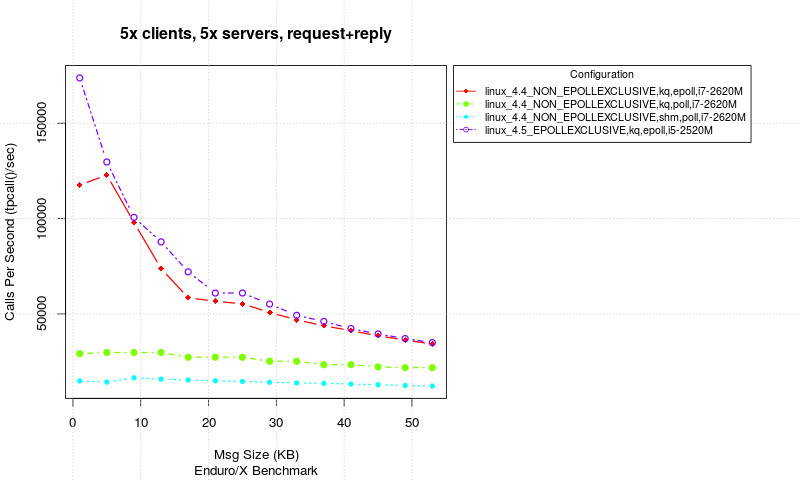 5x clients, 5x servers, request+reply
Configuration
linux_4.4_NON_EPOLLEXCLUSIVE,kq,epoll,i7-2620M
linux_4.4_NON_EPOLLEXCLUSIVE,kq,poll,i7-2620M
linux_4.4_NON_EPOLLEXCLUSIVE,shm,poll,i7-2620M
linux_4.5_EPOLLEXCLUSIVE,kq,epoll,i5-2520M
Calls Per Second (tpcall()/sec)
150000
100000
50000
0 10 20 30 40 50
Msg Size (KB)
Enduro/X Benchmark